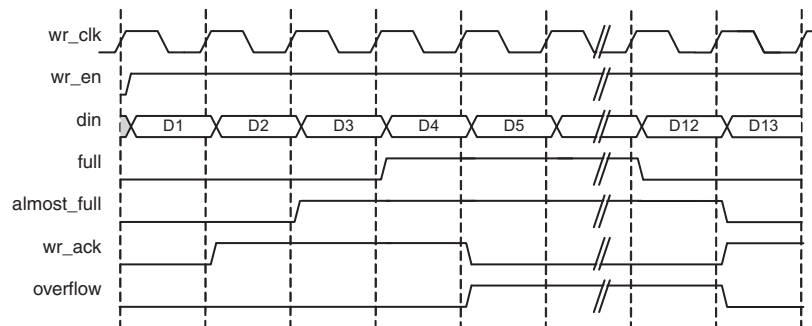 wr_clk
wr_en
din D1 D2 D3 D4 D5 D12 D13
full
almost_full
wr_ack
overflow